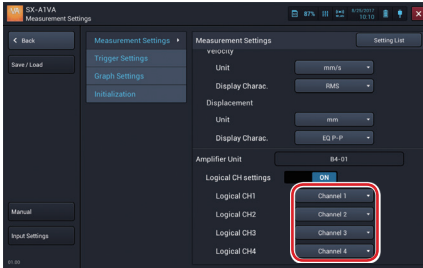 SX-A1VA
Measurement Settings
87%
8/25/2017
10:10
< Back
Save / Load
Manual
Input Settings
01.00
Measurement Settings
Trigger Settings
Graph Settings
Initialization
Measurement Settings
Setting List
Velocity
Unit mm/s
Display Charac. RMS
Displacement
Unit mm
Display Charac. EQ P-P
Amplifier Unit B4-01
Logical CH settings ON
Logical CH1 Channel 1
Logical CH2 Channel 2
Logical CH3 Channel 3
Logical CH4 Channel 4